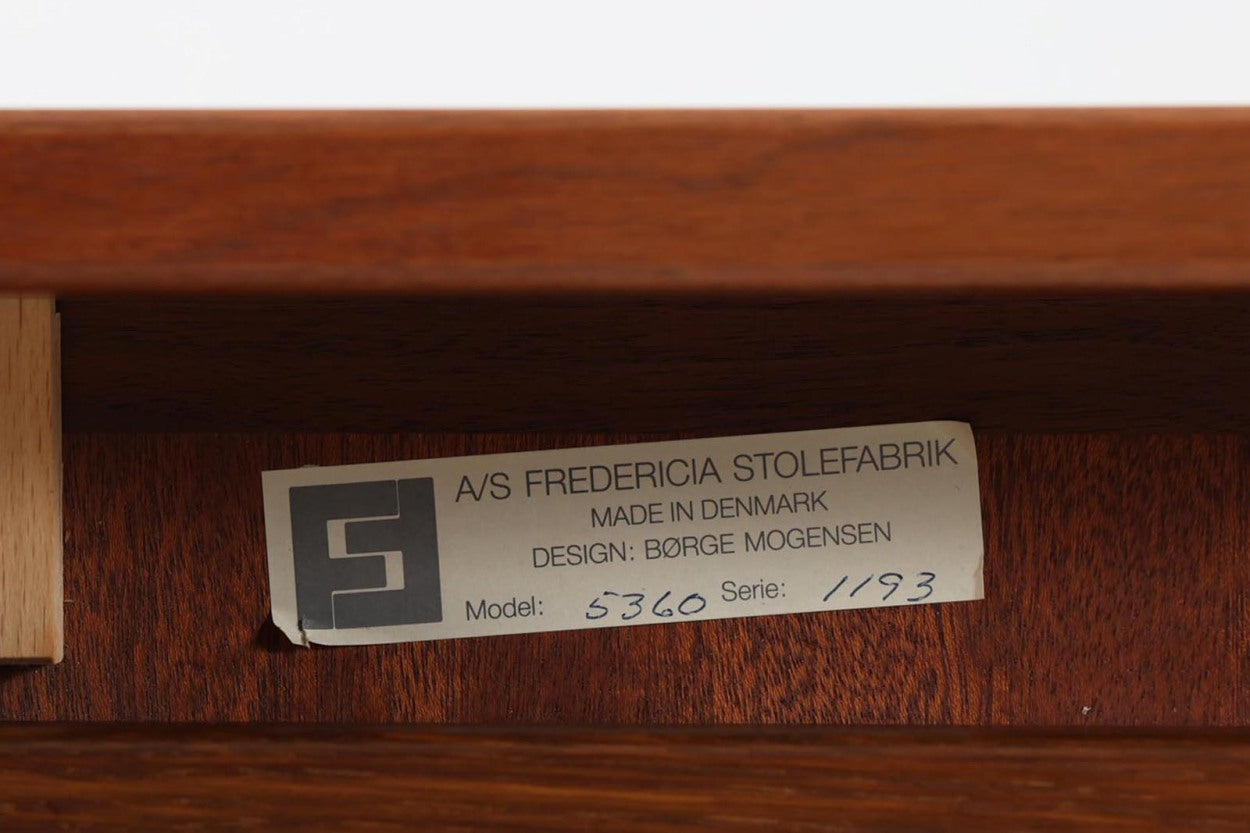 A/S FREDERICIA STOLEFABRIK
MADE IN DENMARK
DESIGN: BØRGE MOGENSEN
Model: 5360 Serie: 1193